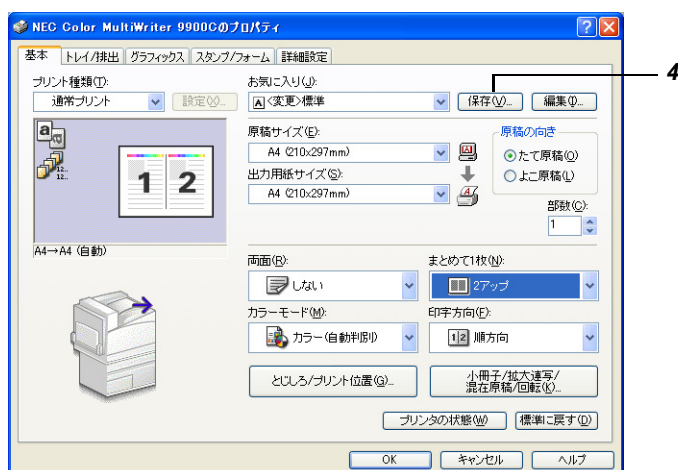 NEC Color MultiWriter 9900Cのプロパティ
基本 トレイ/排出 グラフィックス スタンプ/フォーム 詳細設定
プリント種類(T):
通常プリント 設定(X)...
お気に入り(J):
A <変更>標準 保存(V)... 編集(I)...
4
原稿サイズ(E):
A4 (210x297mm)
出力用紙サイズ(S):
A4 (210x297mm)
原稿の向き
たて原稿(O)
よこ原稿(L)
部数(C):
1
a
12..
12..
1 2
A4→A4 (自動)
両面(R):
しない
まとめて1枚(N):
2アップ
カラーモード(M):
カラー(自動判別)
印字方向(F):
1 2 順方向
とじしろ/プリント位置(G)...
小冊子/拡大連写/
混在原稿/回転(K)...
プリンタの状態(W) 標準に戻す(D)
OK キャンセル ヘルプ